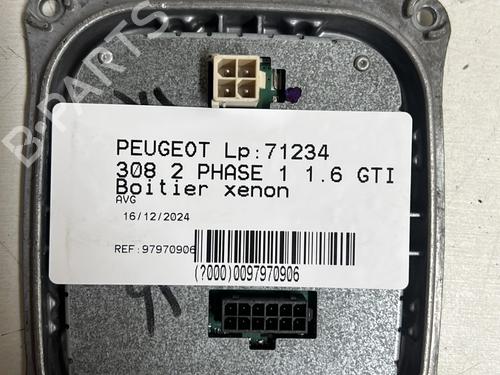 PEUGEOT Lp:71234
308 2 PHASE 1 1.6 GTI
Boitier xenon
AVG
16/12/2024
REF:97970906
(?000)0097970906
B-PARTS